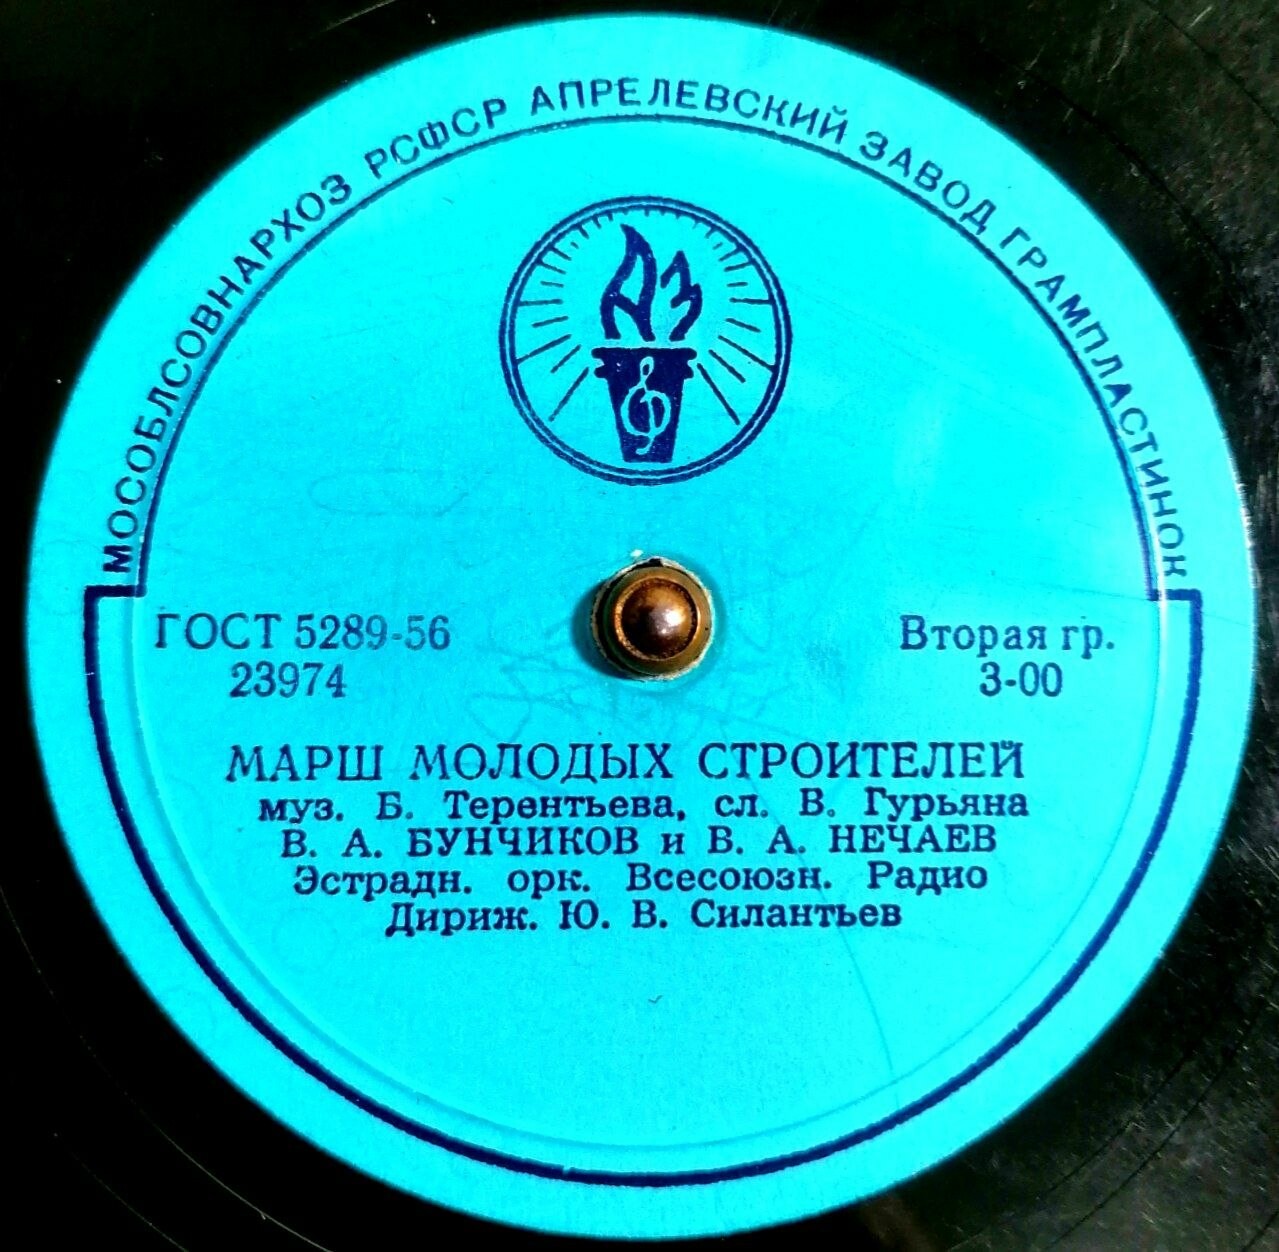 МОСОБЛСОВНАРХОЗ РСФСР АПРЕЛЕВСКИЙ ЗАВОД ГРАМПЛАСТИНОК
АЗ
ГОСТ 5289-56
23974
Вторая гр.
3-00
МАРШ МОЛОДЫХ СТРОИТЕЛЕЙ
муз. Б. Терентьева, сл. В. Гурьяна
В. А. БУНЧИКОВ и В. А. НЕЧАЕВ
Эстрадн. орк. Всесоюзн. Радио
Дириж. Ю. В. Силантьев